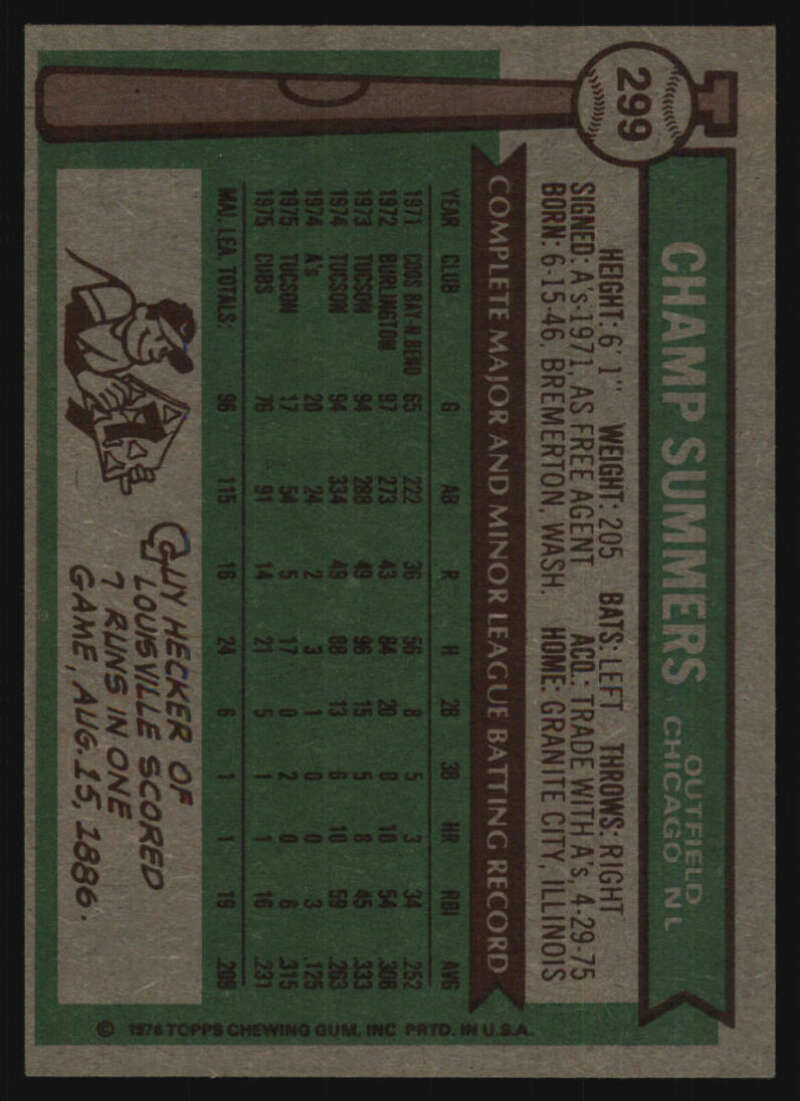 299
CHAMP SUMMERS
OUTFIELD
CHICAGO N L
HEIGHT: 6' 1" WEIGHT: 205 BATS: LEFT THROWS: RIGHT
SIGNED: A's-1971, AS FREE AGENT ACQ.: TRADE WITH A's, 4-29-75
BORN: 6-15-46, BREMERTON, WASH. HOME: GRANITE CITY, ILLINOIS
COMPLETE MAJOR AND MINOR LEAGUE BATTING RECORD
YEAR CLUB G AB R H 2B 3B HR RBI AVG
1971 COOS BAY-N.BEND 65 222 36 56 8 5 3 34 .252
1972 BURLINGTON 97 273 43 84 20 0 10 54 .308
1973 TUCSON 94 288 49 96 15 5 8 45 .333
1974 TUCSON 94 334 49 88 13 6 10 59 .263
1974 A's 20 24 2 3 1 0 0 3 .125
1975 TUCSON 17 54 5 17 0 2 0 6 .315
1975 CUBS 76 91 14 21 5 1 1 16 .231
MAJ. LEA. TOTALS: 96 115 16 24 6 1 1 19 .209
GUY HECKER OF
LOUISVILLE SCORED
7 RUNS IN ONE
GAME, AUG. 15, 1886.
© 1976 TOPPS CHEWING GUM, INC PRTD. IN U.S.A.